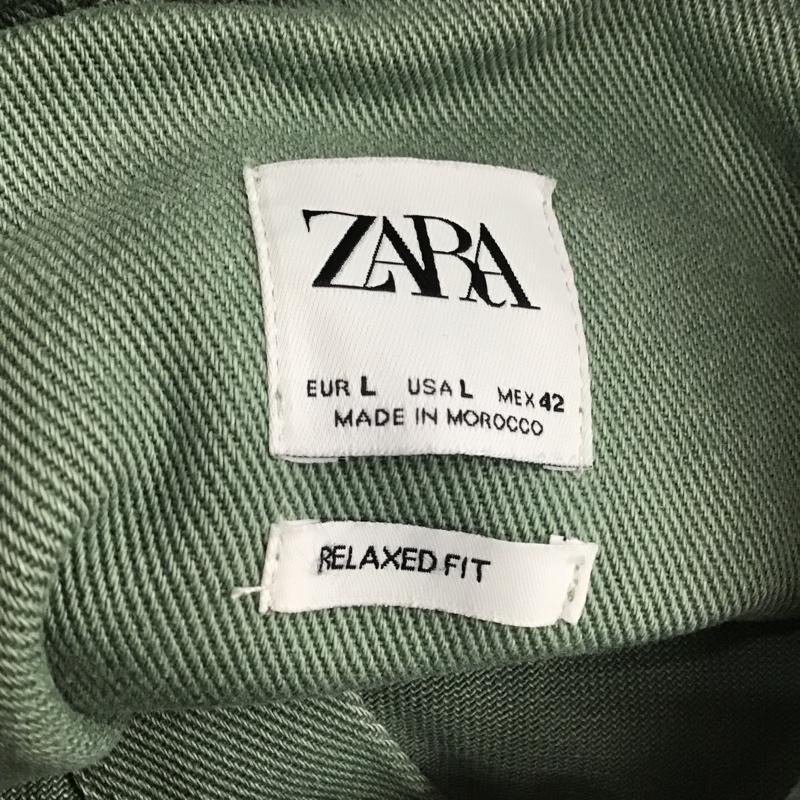 ZARA
EUR L USA L MEX 42
MADE IN MOROCCO
RELAXED FIT